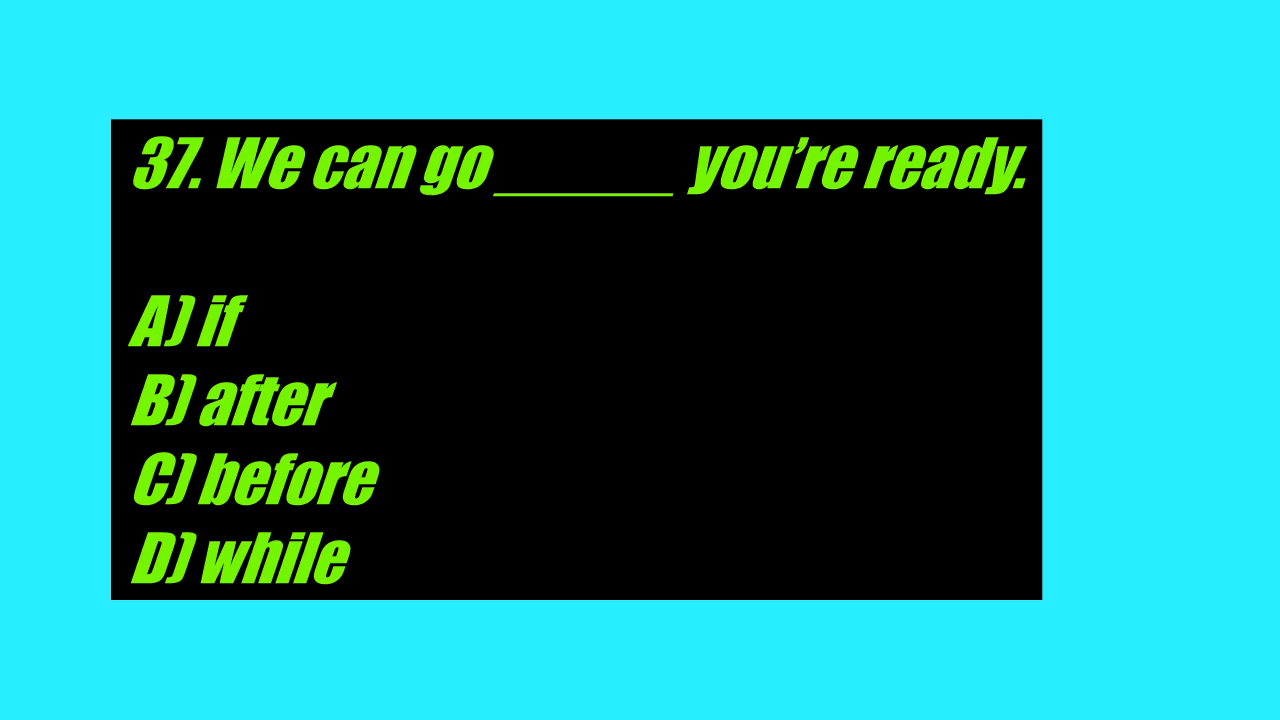 37. We can go ______ you’re ready.
A) if
B) after
C) before
D) while